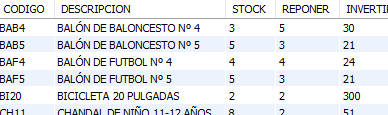 CODIGO DESCRIPCION STOCK REPONER INVERTI
BAB4 BALÓN DE BALONCESTO Nº 4 3 5 30
BAB5 BALÓN DE BALONCESTO Nº 5 5 3 21
BAF4 BALÓN DE FUTBOL Nº 4 4 4 24
BAF5 BALÓN DE FUTBOL Nº 5 5 3 21
BI20 BICICLETA 20 PULGADAS 2 2 300
CH11 CHANDAL DE NIÑO 11-12 AÑOS 2 8